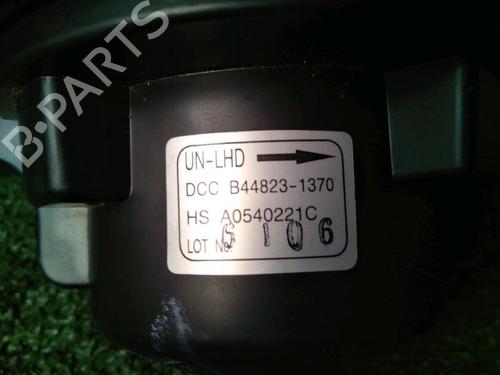 B-PARTS
UN-LHD
DCC B44823-1370
HS A0540221C
LOT No. 6106